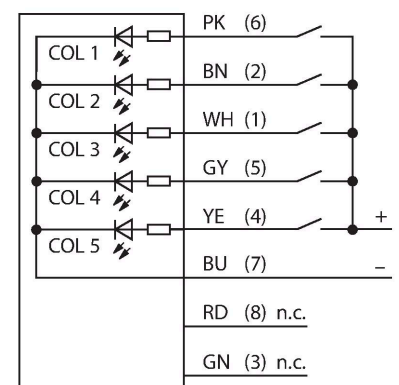 PK (6)
COL 1
BN (2)
COL 2
WH (1)
COL 3
GY (5)
COL 4
YE (4)
+
COL 5
BU (7)
–
RD (8) n.c.
GN (3) n.c.